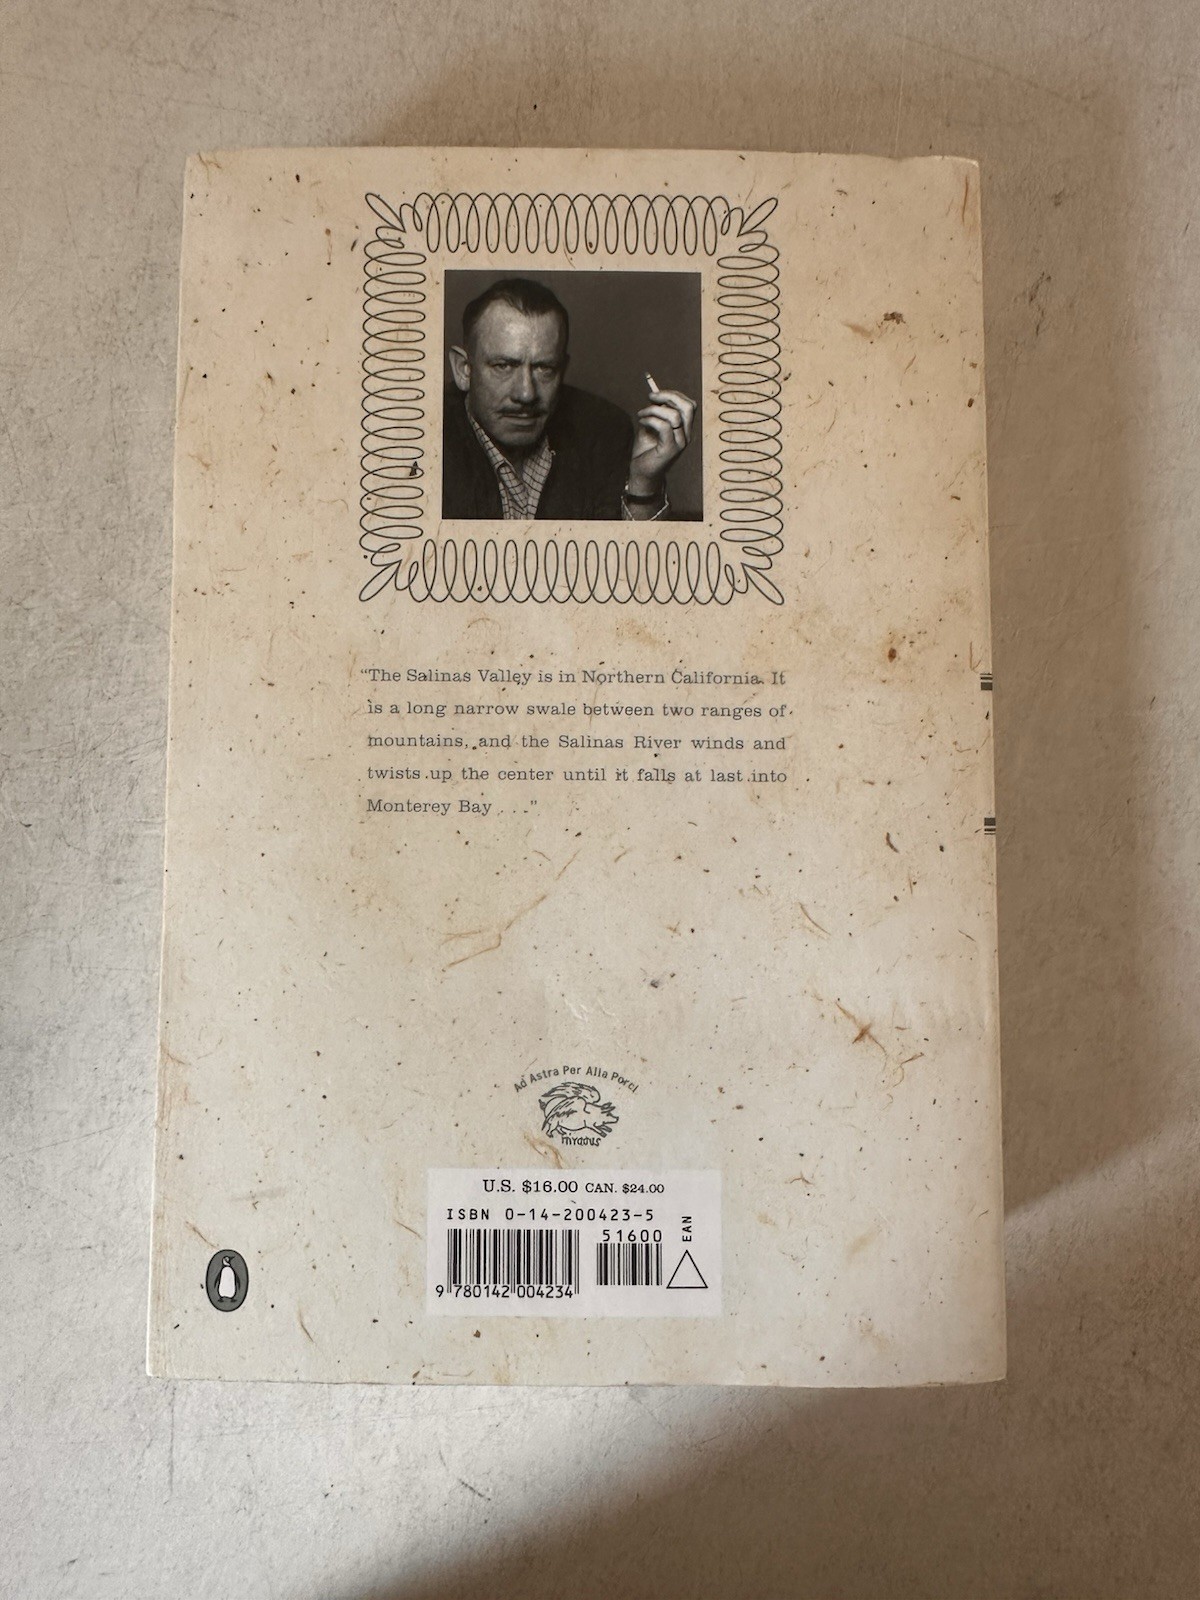 “The Salinas Valley is in Northern California. It
is a long narrow swale between two ranges of
mountains, and the Salinas River winds and
twists up the center until it falls at last into
Monterey Bay . . .”
Ad Astra Per Alia Porci
U.S. $16.00 CAN. $24.00
ISBN 0-14-200423-5
51600
EAN
9 780142 004234